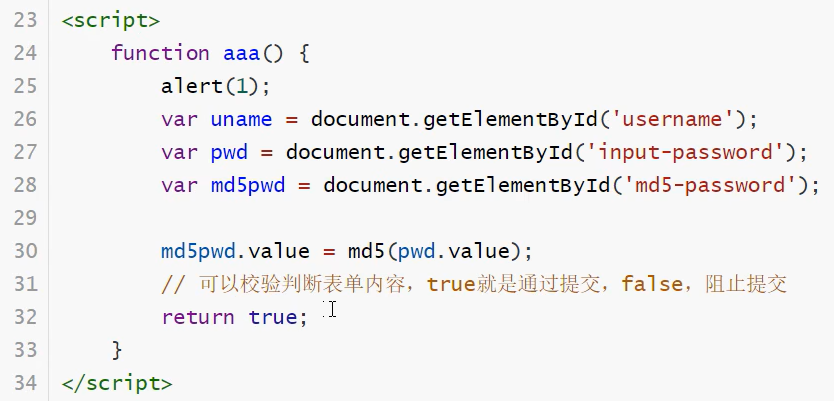 23 <script>
24     function aaa() {
25         alert(1);
26         var uname = document.getElementById('username');
27         var pwd = document.getElementById('input-password');
28         var md5pwd = document.getElementById('md5-password');
29
30         md5pwd.value = md5(pwd.value);
31         // 可以校验判断表单内容，true就是通过提交，false，阻止提交
32         return true;
33     }
34 </script>